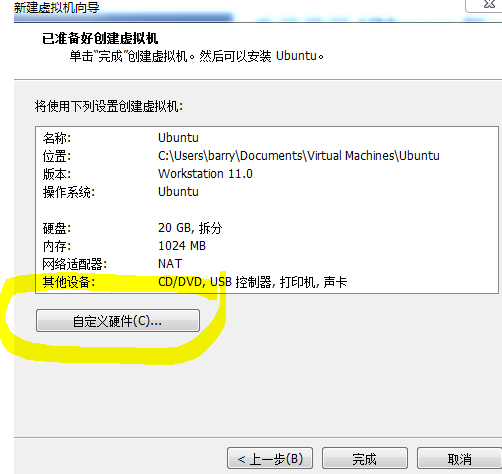 新建虚拟机向导
已准备好创建虚拟机
单击“完成”创建虚拟机。然后可以安装 Ubuntu。
将使用下列设置创建虚拟机:
名称: Ubuntu
位置: C:\Users\barry\Documents\Virtual Machines\Ubuntu
版本: Workstation 11.0
操作系统: Ubuntu
硬盘: 20 GB, 拆分
内存: 1024 MB
网络适配器: NAT
其他设备: CD/DVD, USB 控制器, 打印机, 声卡
自定义硬件(C)...
< 上一步(B) 完成 取消